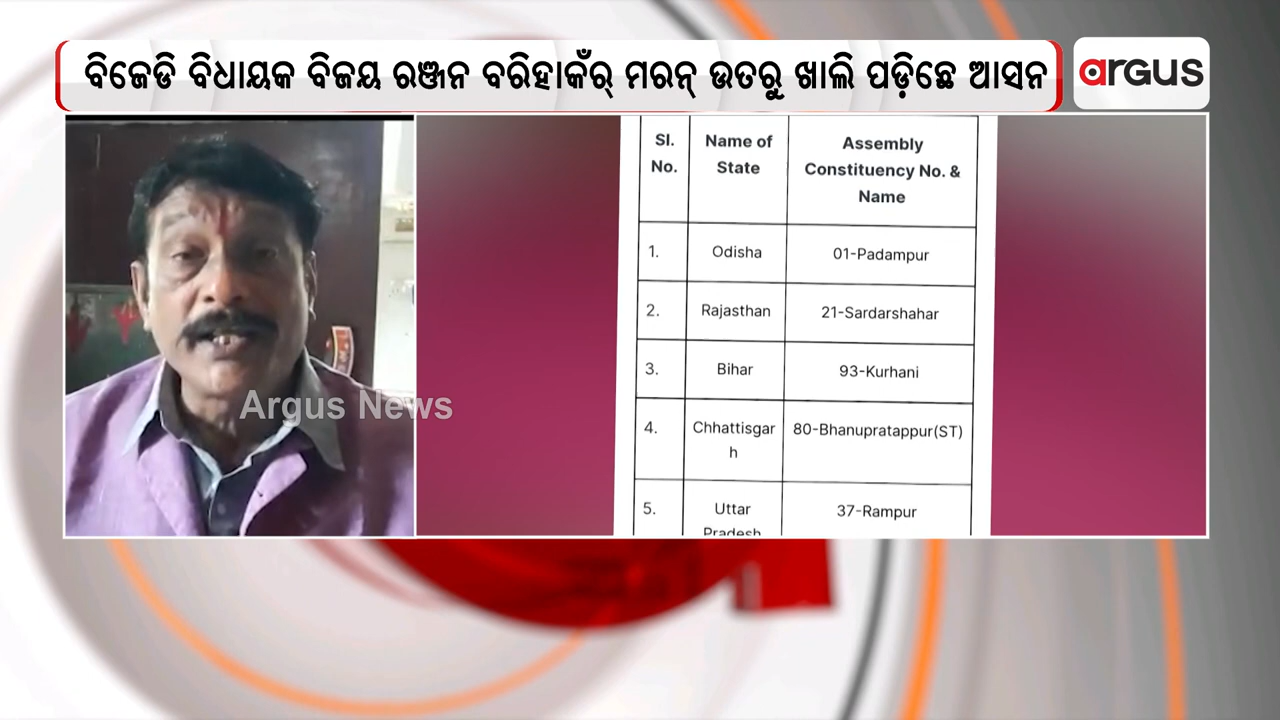 ବିଜେଡି ବିଧାୟକ ବିଜୟ ରଞ୍ଜନ ବରିହାକଁର୍ ମରନ୍ ଉତରୁ ଖାଲି ପଡ଼ିଛେ ଆସନ
argus
Argus News
Sl. No.
Name of State
Assembly Constituency No. & Name
1. Odisha 01-Padampur
2. Rajasthan 21-Sardarshahar
3. Bihar 93-Kurhani
4. Chhattisgar
h
80-Bhanupratappur(ST)
5. Uttar
Pradesh
37-Rampur